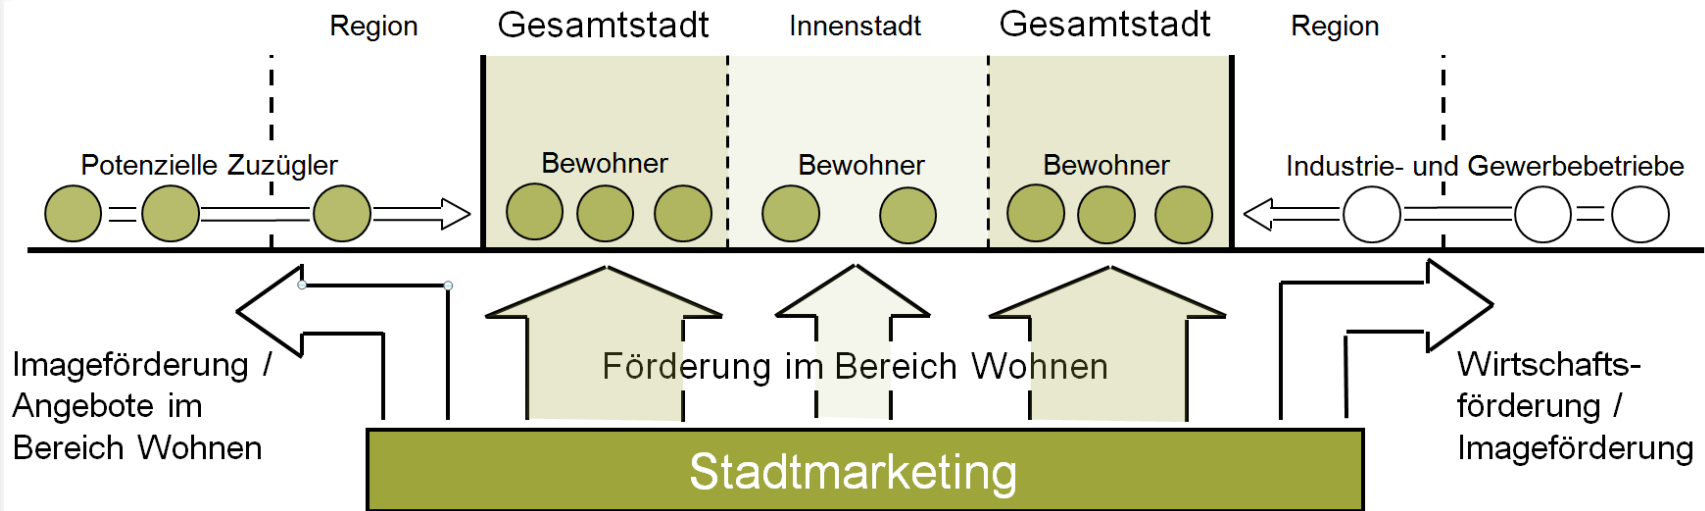 Region
Gesamtstadt
Innenstadt
Gesamtstadt
Region
Potenzielle Zuzügler
Bewohner
Bewohner
Bewohner
Industrie- und Gewerbebetriebe
Imageförderung /
Angebote im
Bereich Wohnen
Förderung im Bereich Wohnen
Wirtschafts-
förderung /
Imageförderung
Stadtmarketing